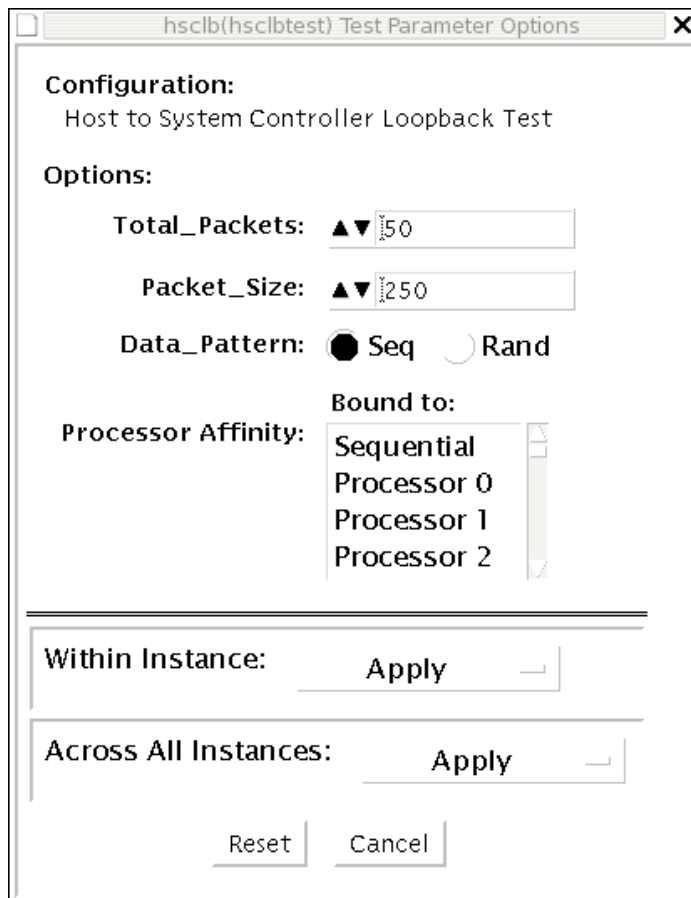 hsclb(hsclbtest) Test Parameter Options
Configuration:
Host to System Controller Loopback Test
Options:
Total_Packets: 50
Packet_Size: 250
Data_Pattern: Seq Rand
Bound to:
Processor Affinity:
Sequential
Processor 0
Processor 1
Processor 2
Within Instance: Apply
Across All Instances: Apply
Reset Cancel